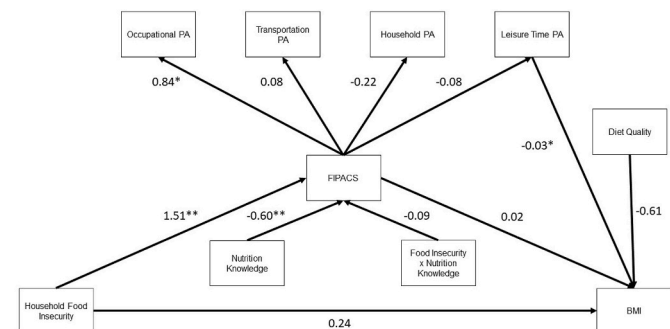 Occupational PA
Transportation
PA
Household PA
Leisure Time PA
0.84*
0.08
-0.22
-0.08
Diet Quality
-0.03*
FIPACS
1.51**
-0.60**
-0.09
0.02
-0.61
Nutrition
Knowledge
Food Insecurity
x Nutrition
Knowledge
Household Food
Insecurity
BMI
0.24